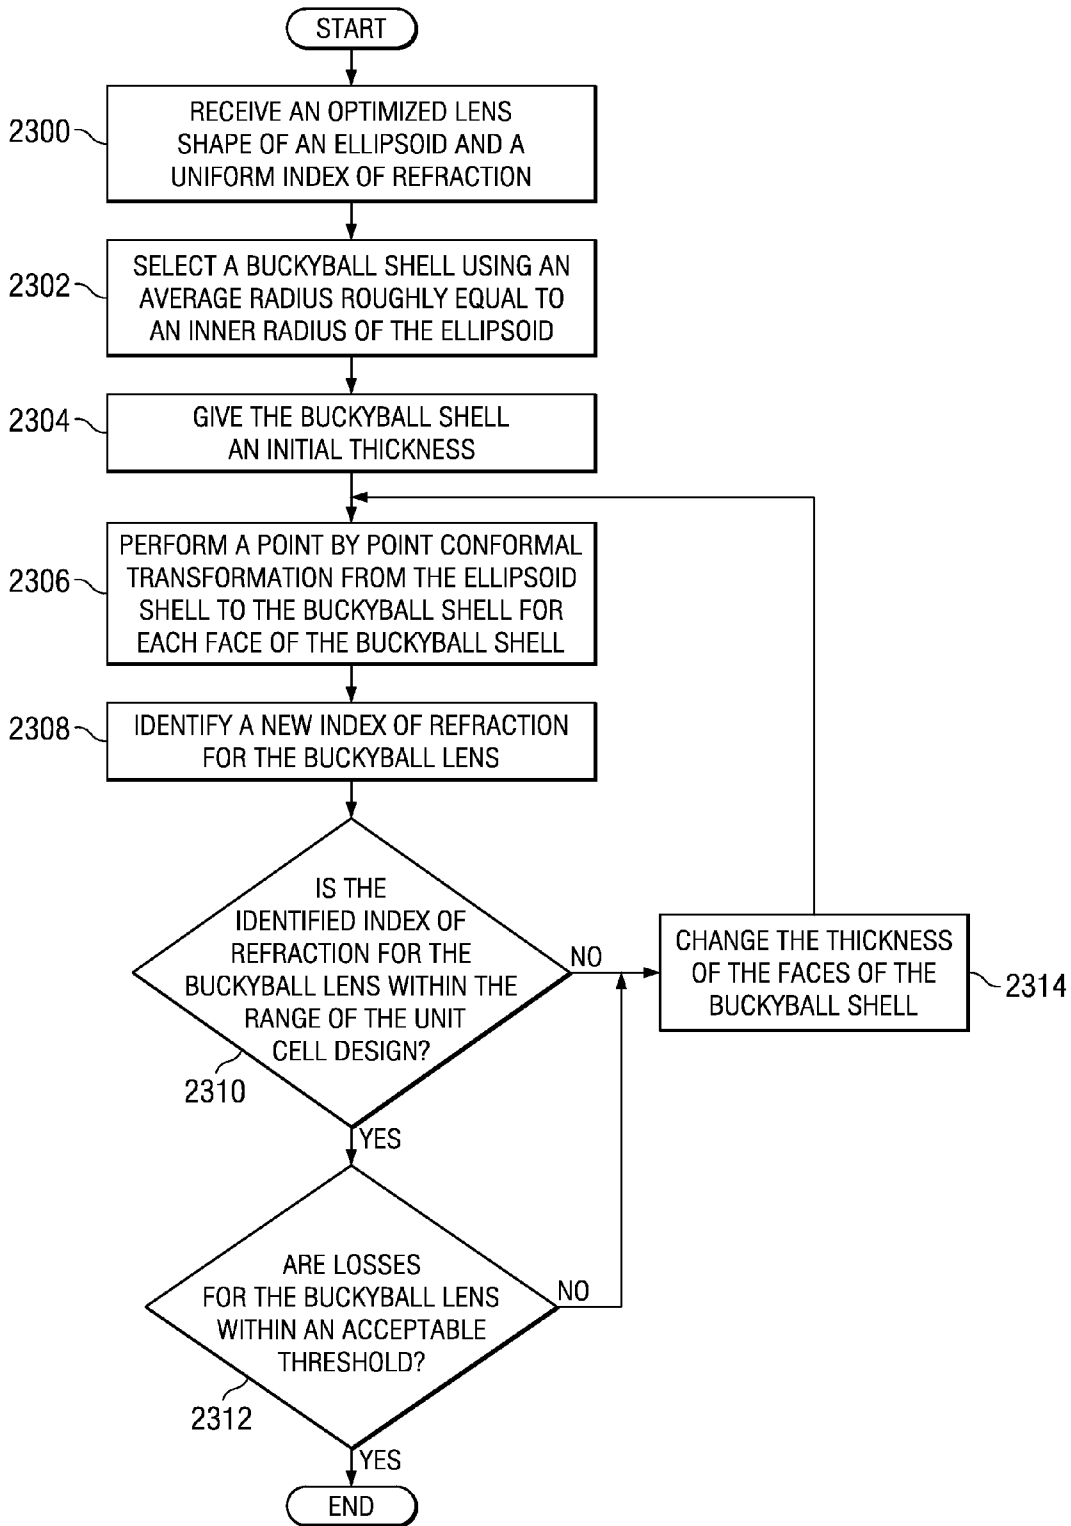 START
2300
RECEIVE AN OPTIMIZED LENS
SHAPE OF AN ELLIPSOID AND A
UNIFORM INDEX OF REFRACTION
2302
SELECT A BUCKYBALL SHELL USING AN
AVERAGE RADIUS ROUGHLY EQUAL TO
AN INNER RADIUS OF THE ELLIPSOID
2304
GIVE THE BUCKYBALL SHELL
AN INITIAL THICKNESS
2306
PERFORM A POINT BY POINT CONFORMAL
TRANSFORMATION FROM THE ELLIPSOID
SHELL TO THE BUCKYBALL SHELL FOR
EACH FACE OF THE BUCKYBALL SHELL
2308
IDENTIFY A NEW INDEX OF REFRACTION
FOR THE BUCKYBALL LENS
IS THE
IDENTIFIED INDEX OF
REFRACTION FOR THE
BUCKYBALL LENS WITHIN THE
RANGE OF THE UNIT
CELL DESIGN?
2310
NO
CHANGE THE THICKNESS
OF THE FACES OF THE
BUCKYBALL SHELL
2314
YES
ARE LOSSES
FOR THE BUCKYBALL LENS
WITHIN AN ACCEPTABLE
THRESHOLD?
2312
NO
YES
END